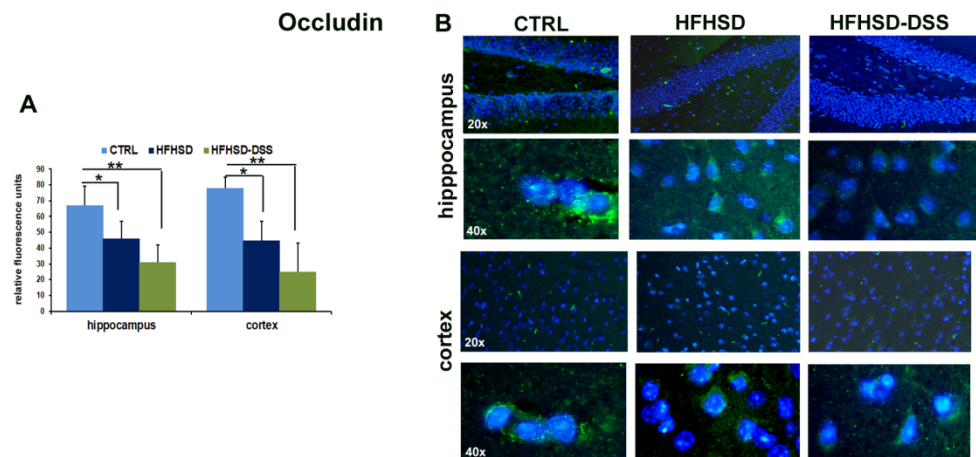 Occludin
A
CTRL HFHSD HFHSD-DSS
** **
* *
relative fluorescence units
90
80
70
60
50
40
30
20
10
0
hippocampus cortex
B
CTRL HFHSD HFHSD-DSS
hipppocampus
20x
40x
cortex
20x
40x